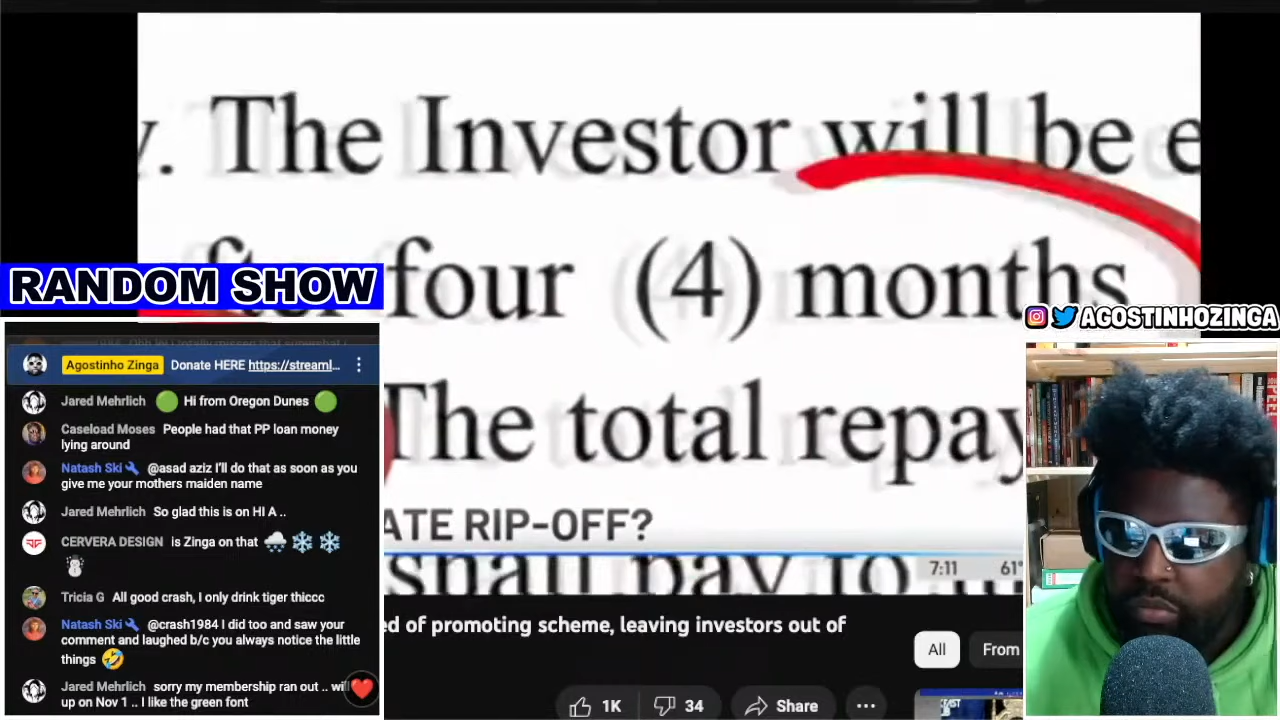 y. The Investor will be e
after four (4) months
The total repay
ATE RIP-OFF?
shall pay to
7:11 61°
RANDOM SHOW
AGOSTINHOZINGA
Agostinho Zinga Donate HERE https://streaml...
Jared Mehrlich Hi from Oregon Dunes
Caseload Moses People had that PP loan money
lying around
Natash Ski @asad aziz I'll do that as soon as you
give me your mothers maiden name
Jared Mehrlich So glad this is on HI A ..
CERVERA DESIGN is Zinga on that
Tricia G All good crash, I only drink tiger thiccc
Natash Ski @crash1984 I did too and saw your
comment and laughed b/c you always notice the little
things
Jared Mehrlich sorry my membership ran out .. will
up on Nov 1 .. I like the green font
ed of promoting scheme, leaving investors out of
All From
1K 34 Share